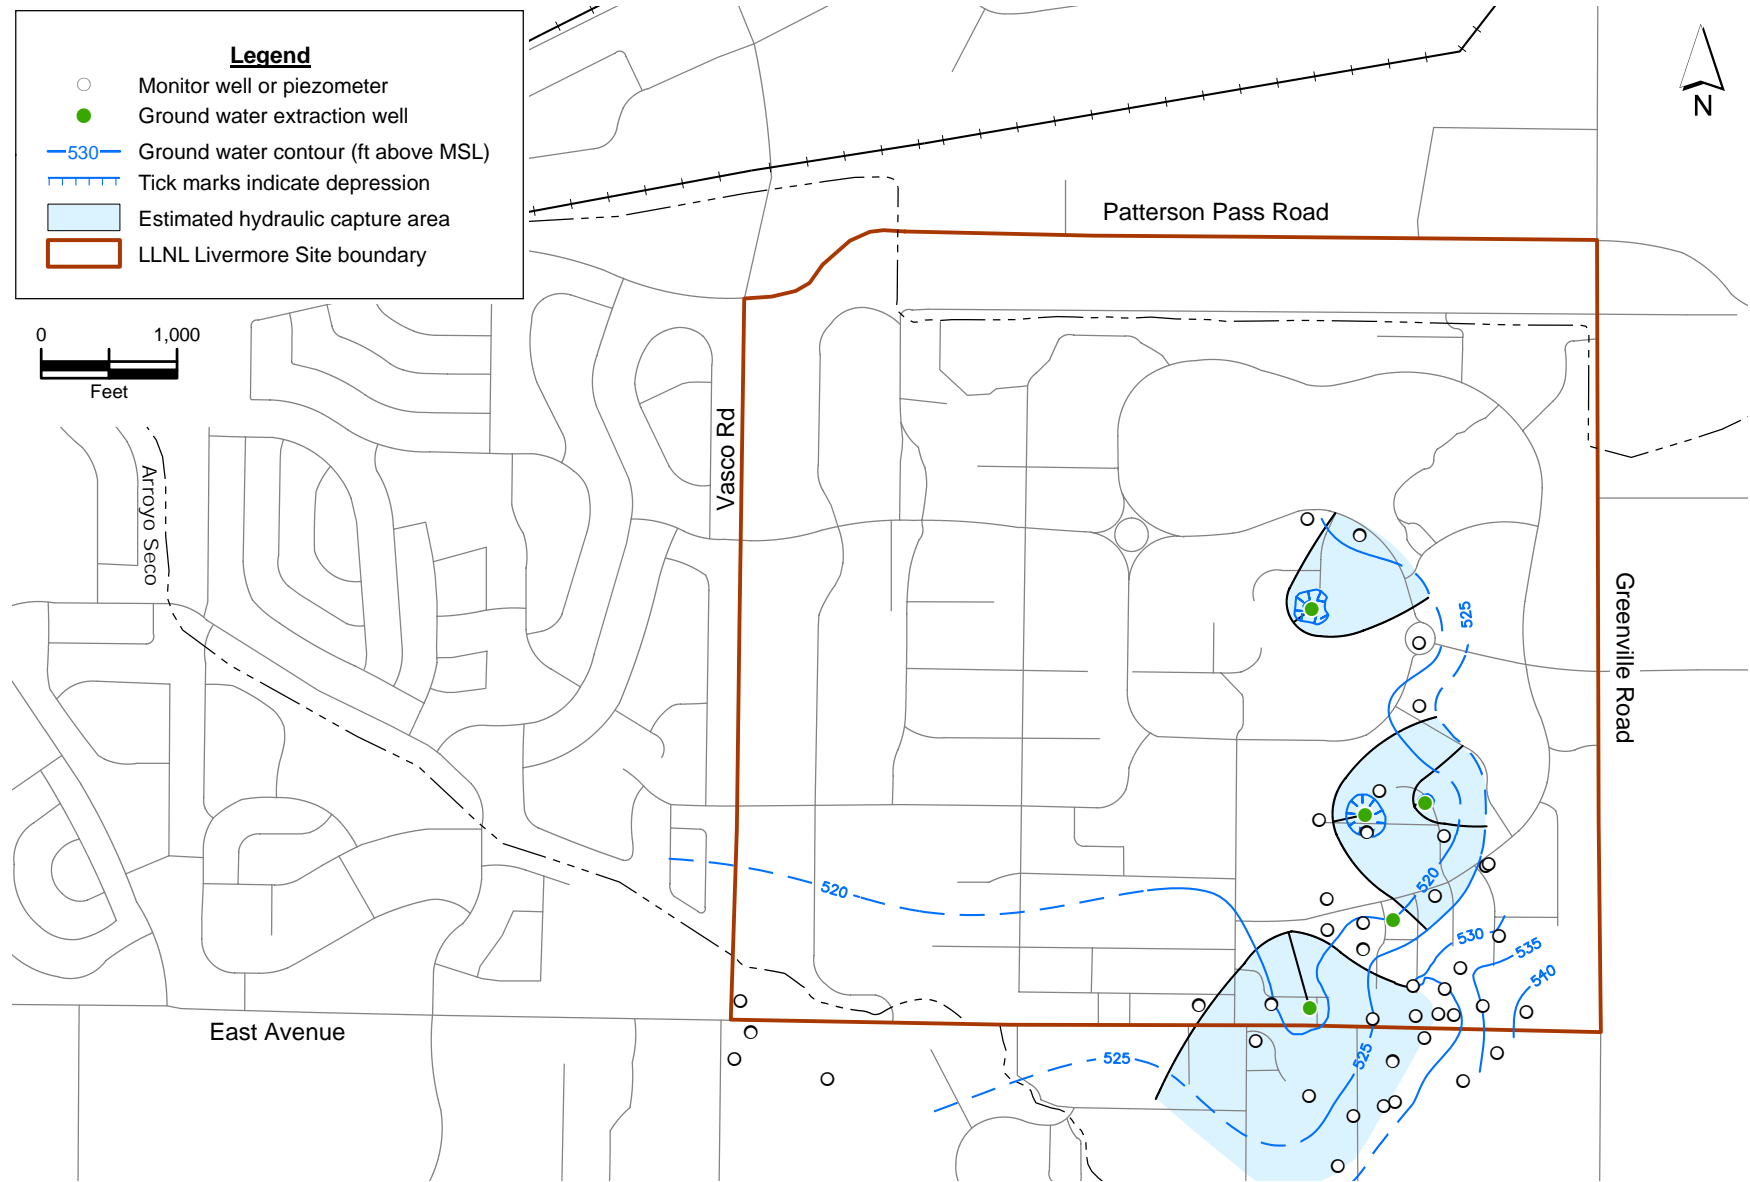 Legend
Monitor well or piezometer
Ground water extraction well
530
Ground water contour (ft above MSL)
Tick marks indicate depression
Estimated hydraulic capture area
LLNL Livermore Site boundary
N
Patterson Pass Road
0 1,000
Feet
Vasco Rd
Arroyo Seco
Greenville Road
525
520
520
530
535
540
525
525
East Avenue